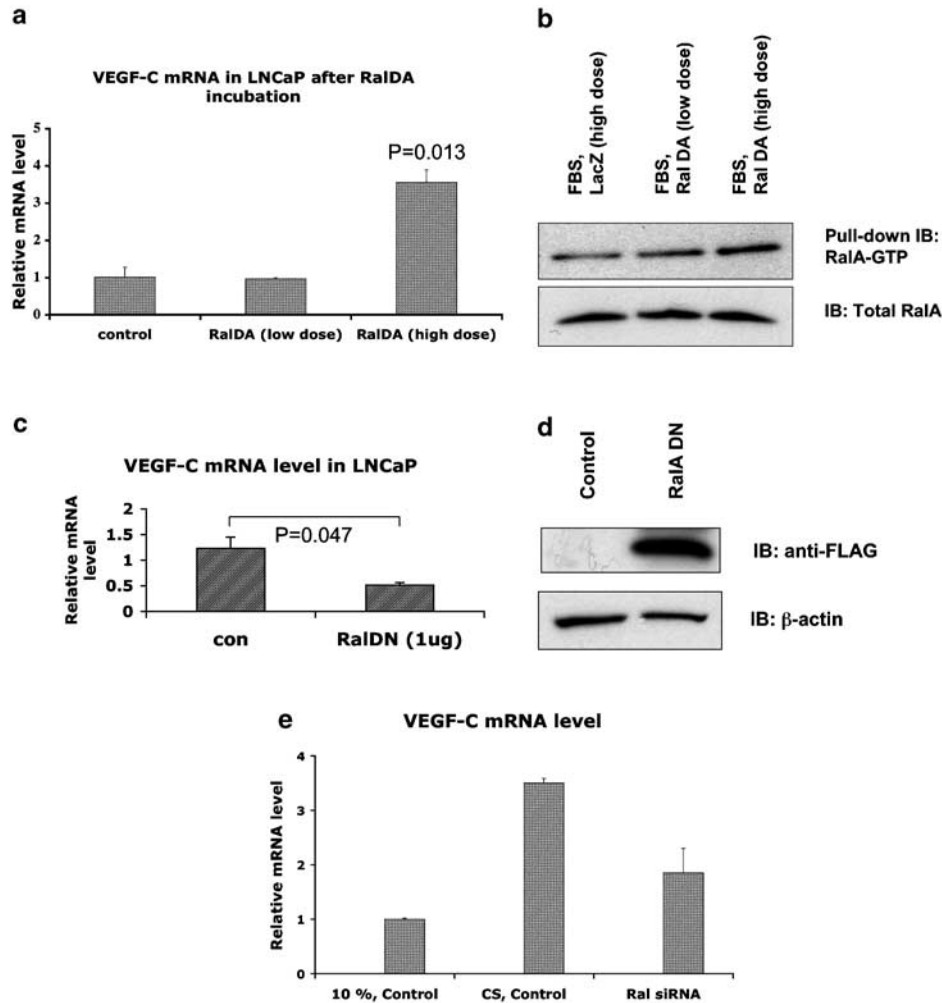 a
VEGF-C mRNA in LNCaP after RalDA
incubation
Relative mRNA level
5
4
3
2
1
0
P=0.013
control
RalDA (low dose)
RalDA (high dose)
b
FBS,
LacZ (high dose)
FBS,
Ral DA (low dose)
FBS,
Ral DA (high dose)
Pull-down IB:
RalA-GTP
IB: Total RalA
c
VEGF-C mRNA level in LNCaP
Relative mRNA
level
2
1.5
1
0.5
0
P=0.047
con
RalDN (1ug)
d
Control
RalA DN
IB: anti-FLAG
IB: β-actin
e
VEGF-C mRNA level
Relative mRNA level
4
3
2
1
0
10 %, Control
CS, Control
Ral siRNA